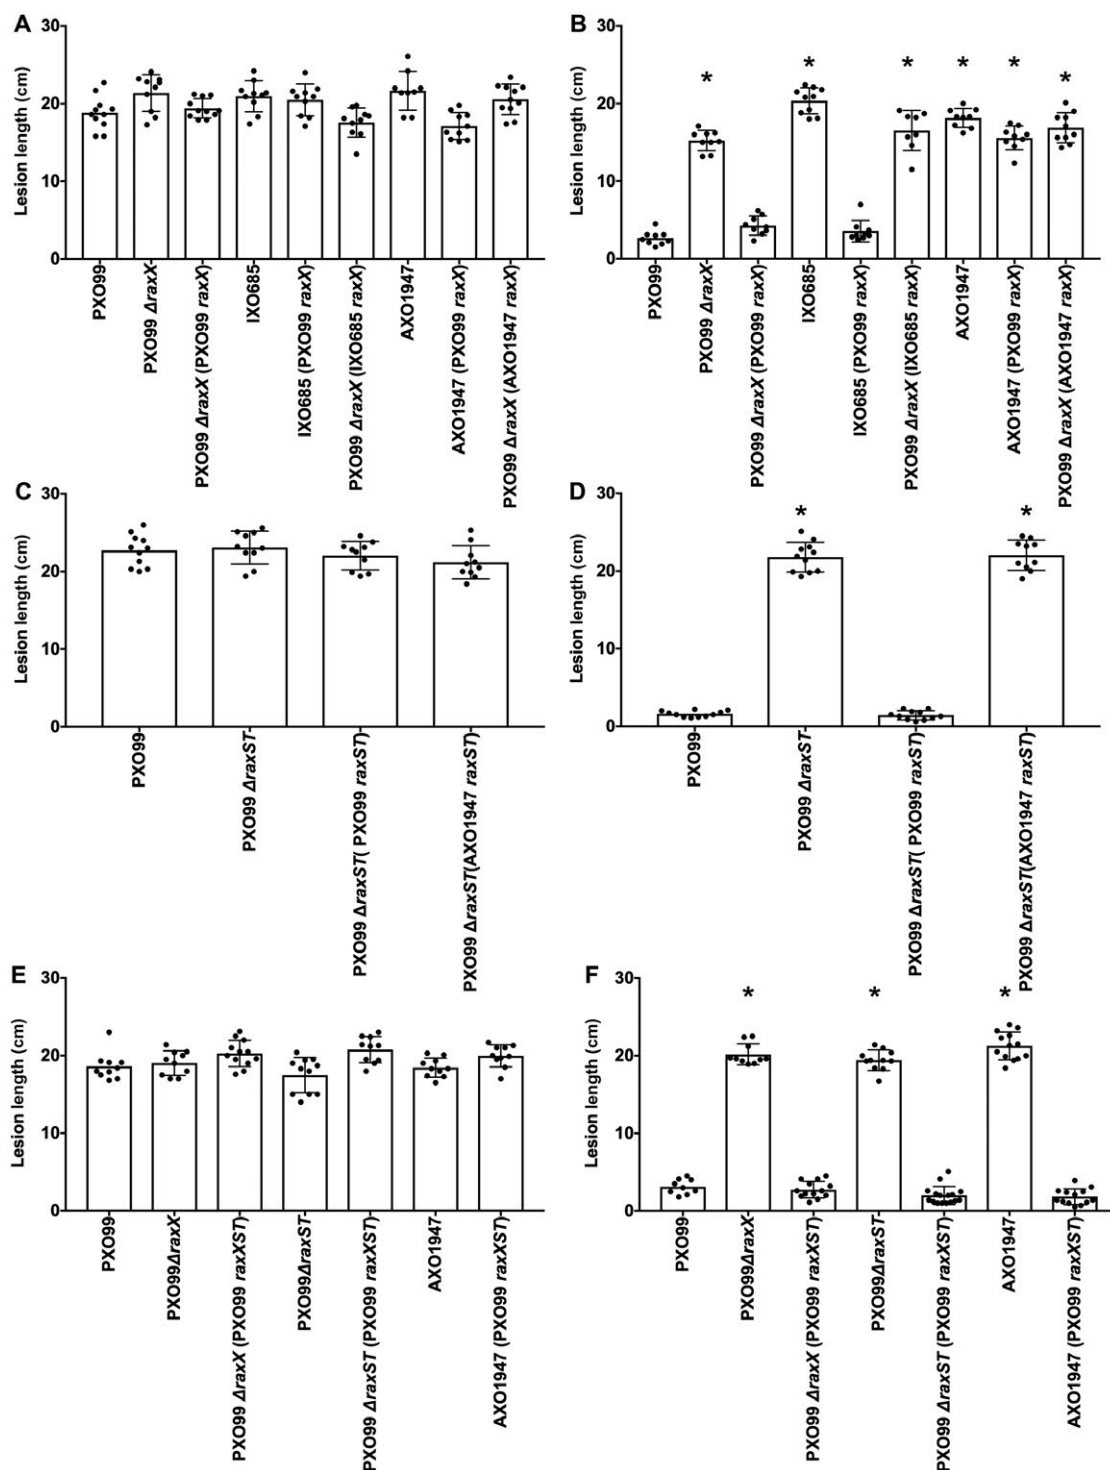 A
Lesion length (cm)
30
20
10
0
PXO99
PXO99 ΔraxX
PXO99 ΔraxX (PXO99 raxX)
IXO685
IXO685 (PXO99 raxX)
PXO99 ΔraxX (IXO685 raxX)
AXO1947
AXO1947 (PXO99 raxX)
PXO99 ΔraxX (AXO1947 raxX)
B
Lesion length (cm)
30
20
10
0
* * * * * *
PXO99
PXO99 ΔraxX
PXO99 ΔraxX (PXO99 raxX)
IXO685
IXO685 (PXO99 raxX)
PXO99 ΔraxX (IXO685 raxX)
AXO1947
AXO1947 (PXO99 raxX)
PXO99 ΔraxX (AXO1947 raxX)
C
Lesion length (cm)
30
20
10
0
PXO99
PXO99 ΔraxST-
PXO99 ΔraxST( PXO99 raxST)
PXO99 ΔraxST(AXO1947 raxST)
D
Lesion length (cm)
30
20
10
0
* *
PXO99
PXO99 ΔraxST-
PXO99 ΔraxST( PXO99 raxST)
PXO99 ΔraxST(AXO1947 raxST)
E
Lesion length (cm)
30
20
10
0
PXO99
PXO99ΔraxX
PXO99 ΔraxX (PXO99 raxXST)
PXO99ΔraxST
PXO99 ΔraxST (PXO99 raxXST)
AXO1947
AXO1947 (PXO99 raxXST)
F
Lesion length (cm)
30
20
10
0
* * *
PXO99
PXO99ΔraxX
PXO99 ΔraxX (PXO99 raxXST)
PXO99ΔraxST
PXO99 ΔraxST (PXO99 raxXST)
AXO1947
AXO1947 (PXO99 raxXST)